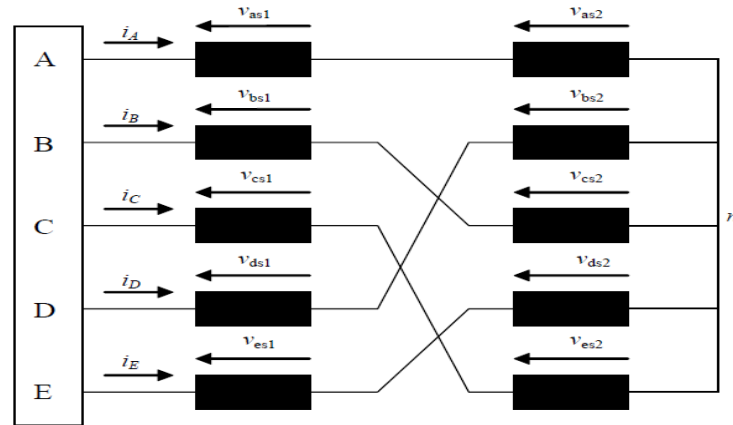 v_as1 v_as2
i_A
A
v_bs1 v_bs2
i_B
B
v_cs1 v_cs2
i_C
C
v_ds1 v_ds2
i_D
D
v_es1 v_es2
i_E
E